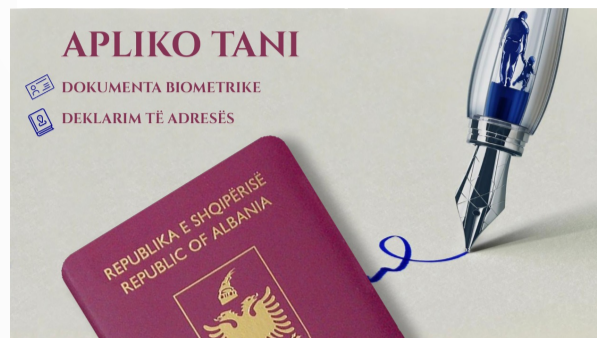 APLIKO TANI
DOKUMENTA BIOMETRIKE
DEKLARIM TË ADRESËS
REPUBLIKA E SHQIPËRISË
REPUBLIC OF ALBANIA